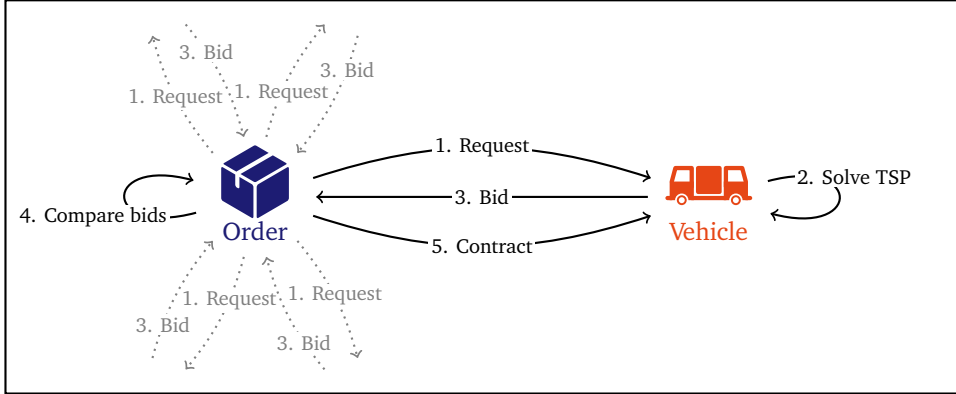 3. Bid
3. Bid
1. Request
1. Request
1. Request
2. Solve TSP
3. Bid
4. Compare bids
Order
Vehicle
5. Contract
1. Request
1. Request
3. Bid
3. Bid